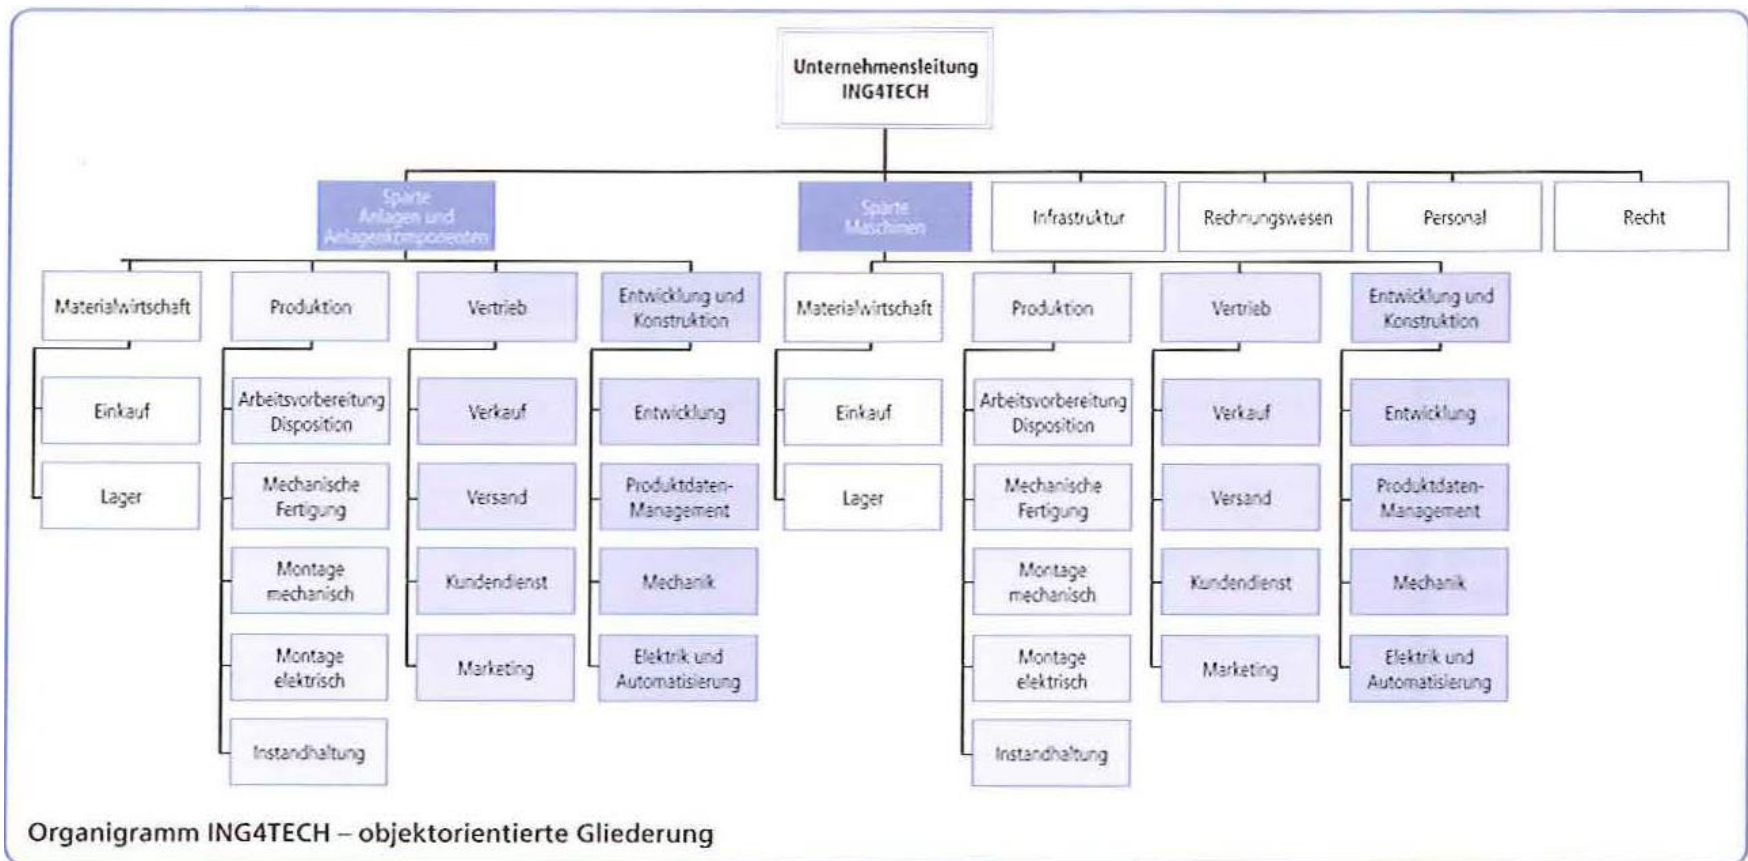 Unternehmensleitung
ING4TECH
Sparte
Anlagen und
Anlagenkomponenten
Sparte
Maschinen
Infrastruktur
Rechnungswesen
Personal
Recht
Materialwirtschaft
Produktion
Vertrieb
Entwicklung und
Konstruktion
Materialwirtschaft
Produktion
Vertrieb
Entwicklung und
Konstruktion
Einkauf
Arbeitsvorbereitung
Disposition
Verkauf
Entwicklung
Einkauf
Arbeitsvorbereitung
Disposition
Verkauf
Entwicklung
Lager
Mechanische
Fertigung
Versand
Produktdaten-
Management
Lager
Mechanische
Fertigung
Versand
Produktdaten-
Management
Montage
mechanisch
Kundendienst
Mechanik
Montage
mechanisch
Kundendienst
Mechanik
Montage
elektrisch
Marketing
Elektrik und
Automatisierung
Montage
elektrisch
Marketing
Elektrik und
Automatisierung
Instandhaltung
Instandhaltung
Organigramm ING4TECH – objektorientierte Gliederung